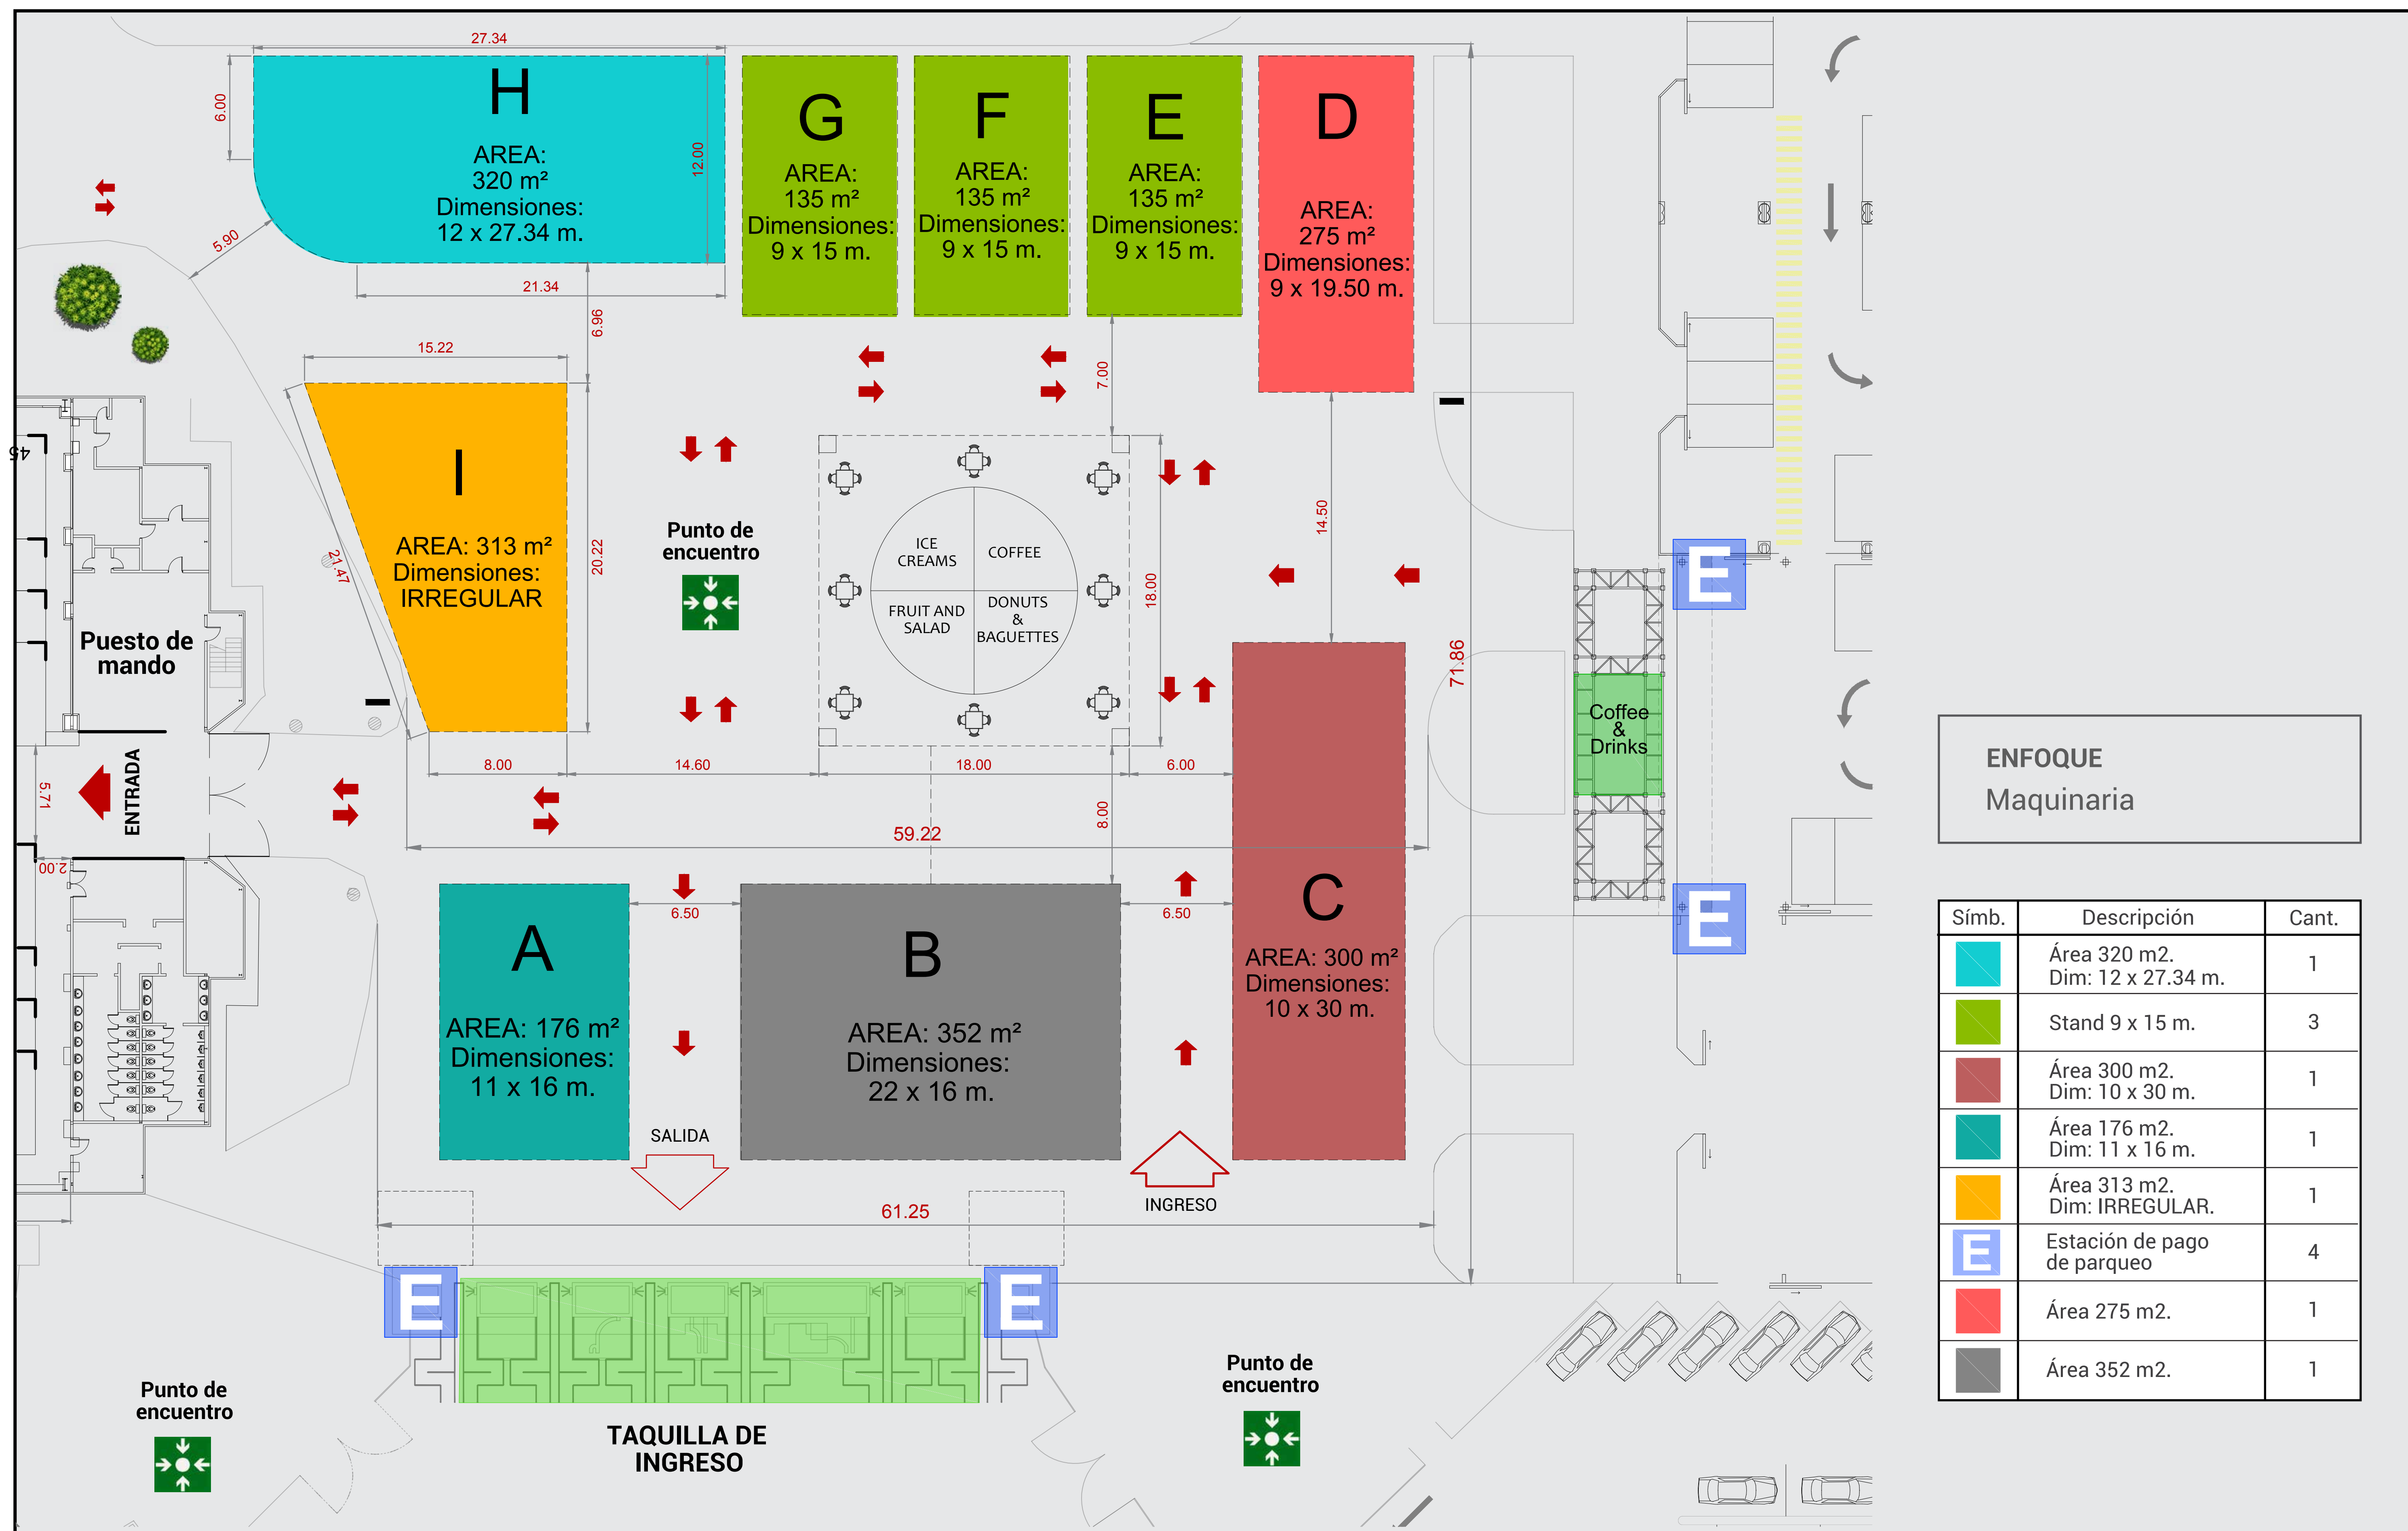 27.34
6.00
H
AREA:
320 m²
Dimensiones:
12 x 27.34 m.
12.00
5.90
21.34
6.96
G
AREA:
135 m²
Dimensiones:
9 x 15 m.
F
AREA:
135 m²
Dimensiones:
9 x 15 m.
E
AREA:
135 m²
Dimensiones:
9 x 15 m.
D
AREA:
275 m²
Dimensiones:
9 x 19.50 m.
15.22
I
AREA: 313 m²
Dimensiones:
IRREGULAR
21.47
20.22
8.00
7.00
Punto de
encuentro
ICE
CREAMS
COFFEE
FRUIT AND
SALAD
DONUTS
&
BAGUETTES
18.00
14.50
71.86
14.60
18.00
6.00
8.00
59.22
45
Puesto de
mando
ENTRADA
5.71
2.00
E
Coffee
&
Drinks
E
A
AREA: 176 m²
Dimensiones:
11 x 16 m.
6.50
B
AREA: 352 m²
Dimensiones:
22 x 16 m.
6.50
C
AREA: 300 m²
Dimensiones:
10 x 30 m.
SALIDA
INGRESO
61.25
E
E
TAQUILLA DE
INGRESO
Punto de
encuentro
Punto de
encuentro
ENFOQUE
Maquinaria
Símb. Descripción Cant.
Área 320 m2.
Dim: 12 x 27.34 m.
1
Stand 9 x 15 m. 3
Área 300 m2.
Dim: 10 x 30 m.
1
Área 176 m2.
Dim: 11 x 16 m.
1
Área 313 m2.
Dim: IRREGULAR.
1
E
Estación de pago
de parqueo
4
Área 275 m2. 1
Área 352 m2. 1